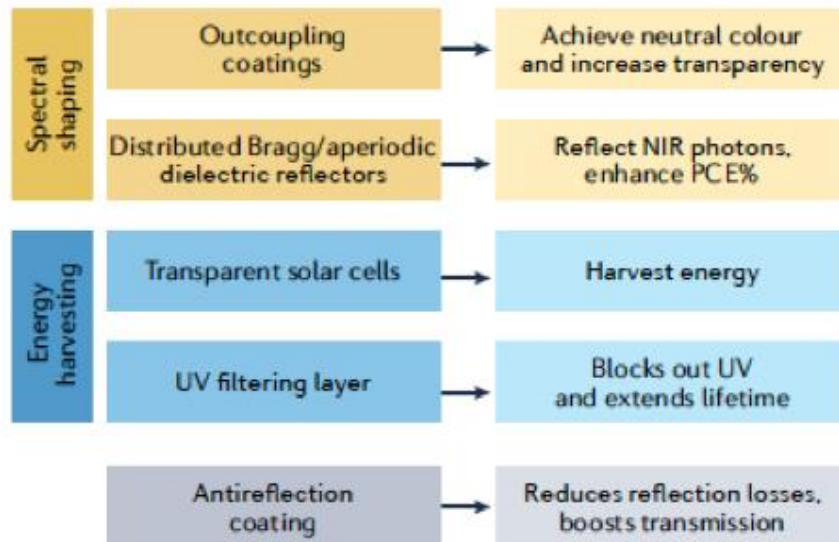 Spectral
shaping
Outcoupling
coatings
Achieve neutral colour
and increase transparency
Distributed Bragg/aperiodic
dielectric reflectors
Reflect NIR photons,
enhance PCE%
Energy
harvesting
Transparent solar cells
Harvest energy
UV filtering layer
Blocks out UV
and extends lifetime
Antireflection
coating
Reduces reflection losses,
boosts transmission